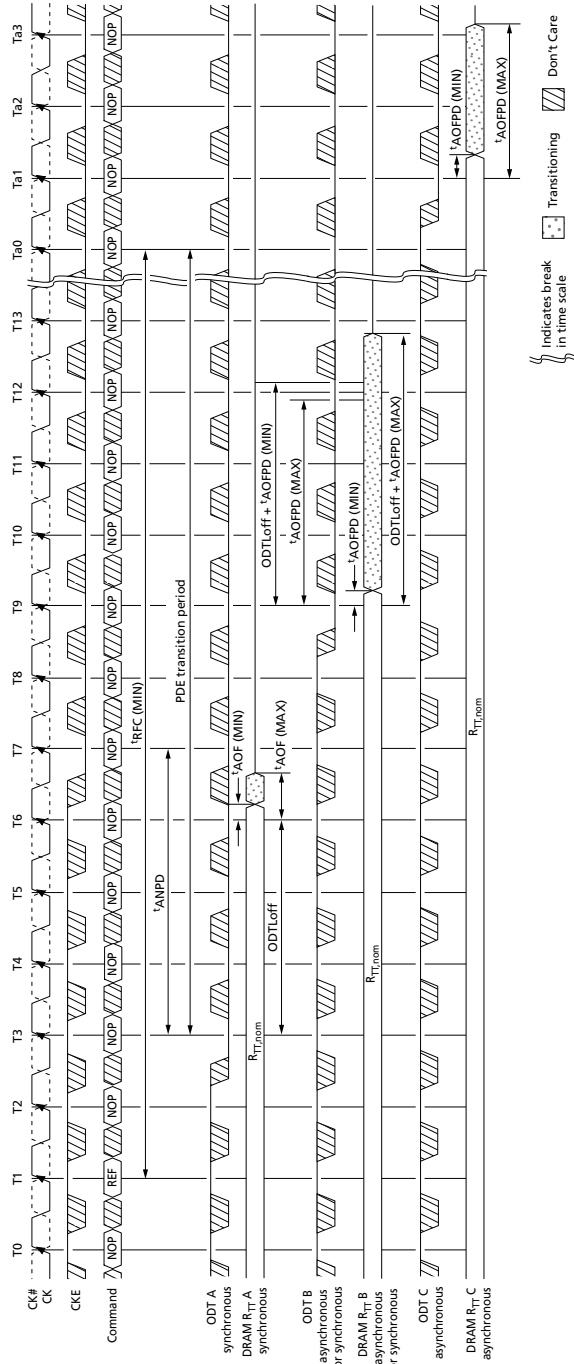 T0 T1 T2 T3 T4 T5 T6 T7 T8 T9 T10 T11 T12 T13 Ta0 Ta1 Ta2 Ta3
CK#
CK
CKE
Command
NOP REF NOP NOP NOP NOP NOP NOP NOP NOP NOP NOP NOP NOP NOP NOP NOP NOP
tRFC (MIN)
tANPD
PDE transition period
ODT A
synchronous
DRAM RTT A
synchronous
RTT,nom
ODTLoff
tAOF (MIN)
tAOF (MAX)
ODTLoff + tAOFPD (MIN)
tAOFPD (MAX)
ODT B
asynchronous
or synchronous
tAOFPD (MIN)
DRAM RTT B
asynchronous
or synchronous
RTT,nom
ODTLoff + tAOFPD (MAX)
ODT C
asynchronous
tAOFPD (MIN)
DRAM RTT C
asynchronous
RTT,nom
tAOFPD (MAX)
Indicates break
in time scale
Transitioning
Don't Care